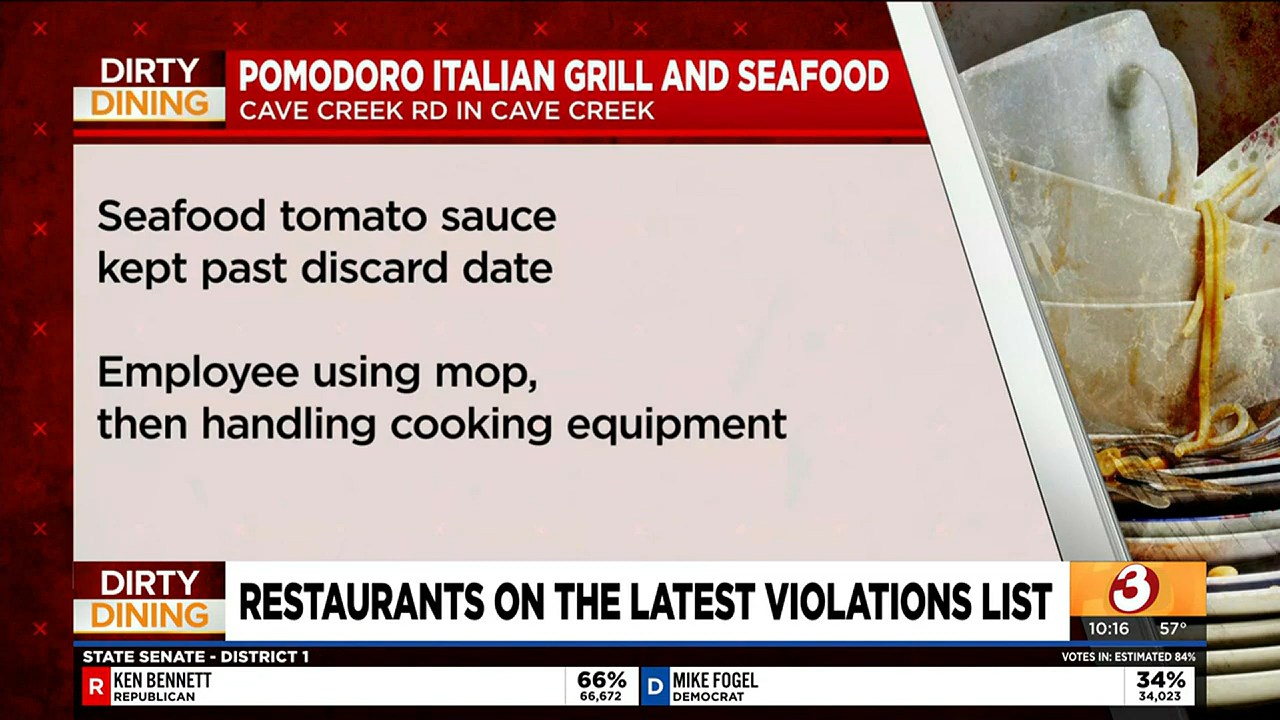 DIRTY
DINING
POMODORO ITALIAN GRILL AND SEAFOOD
CAVE CREEK RD IN CAVE CREEK
Seafood tomato sauce
kept past discard date
Employee using mop,
then handling cooking equipment
DIRTY
DINING
RESTAURANTS ON THE LATEST VIOLATIONS LIST
3
10:16 57°
STATE SENATE - DISTRICT 1
VOTES IN: ESTIMATED 84%
R
KEN BENNETT
REPUBLICAN
66%
66,672
D
MIKE FOGEL
DEMOCRAT
34%
34,023